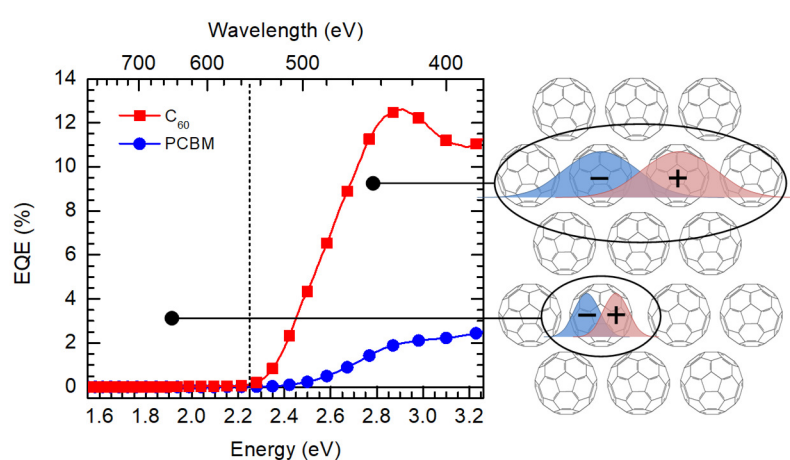 Wavelength (eV)
700 600 500 400
14
12
10
8
6
4
2
0
EQE (%)
C60
PCBM
1.6 1.8 2.0 2.2 2.4 2.6 2.8 3.0 3.2
Energy (eV)
− +
− +